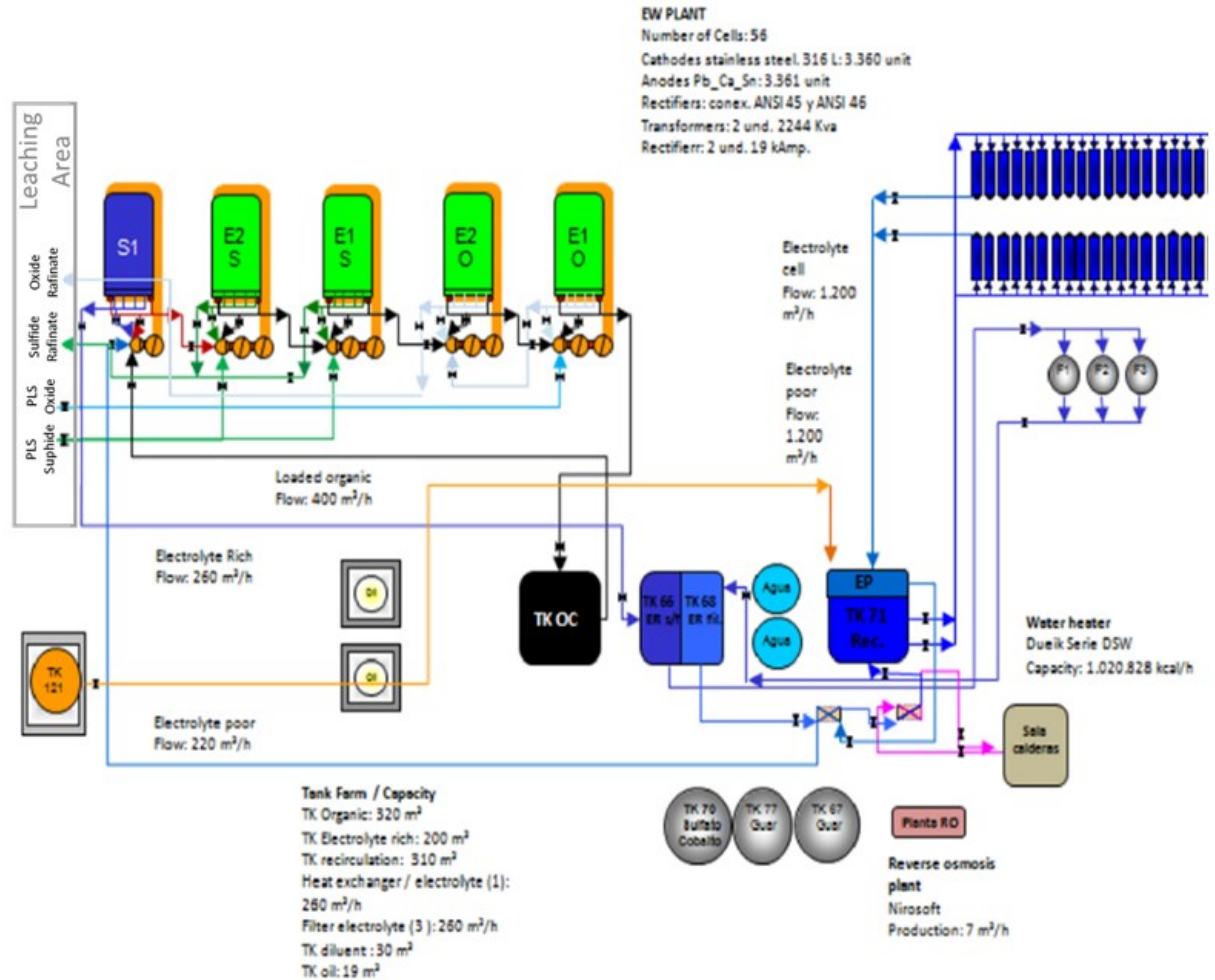 EW PLANT
Number of Cells: 56
Cathodes stainless steel. 316 L: 3.360 unit
Anodes Pb_Ca_Sn: 3.361 unit
Rectifiers: conex. ANSI 45 y ANSI 46
Transformers: 2 und. 2244 Kva
Rectifierr: 2 und. 19 kAmp.
Leaching
Area
Oxide
Rafinate
Sulfide
Rafinate
PLS
Oxide
PLS
Suphide
S1
E2
S
E1
S
E2
O
E1
O
Electrolyte
cell
Flow: 1.200
m³/h
Electrolyte
poor
Flow:
1.200
m³/h
F1
F2
F3
Loaded organic
Flow: 400 m³/h
Electrolyte Rich
Flow: 260 m³/h
TK
121
Electrolyte poor
Flow: 220 m³/h
TK OC
TK 66
ER s/f
TK 68
ER fil.
Agua
Agua
EP
TK 71
Rec.
Water heater
Dueik Serie DSW
Capacity: 1.020.828 kcal/h
Sala
calderas
Tank Farm / Capacity
TK Organic: 320 m³
TK Electrolyte rich: 200 m³
TK recirculation: 310 m³
Heat exchanger / electrolyte (1):
260 m³/h
Filter electrolyte (3 ): 260 m³/h
TK diluent : 30 m³
TK oil: 19 m³
TK 70
Sulfato
Cobalto
TK 77
Guar
TK 67
Guar
Planta RO
Reverse osmosis
plant
Nirosoft
Production: 7 m³/h